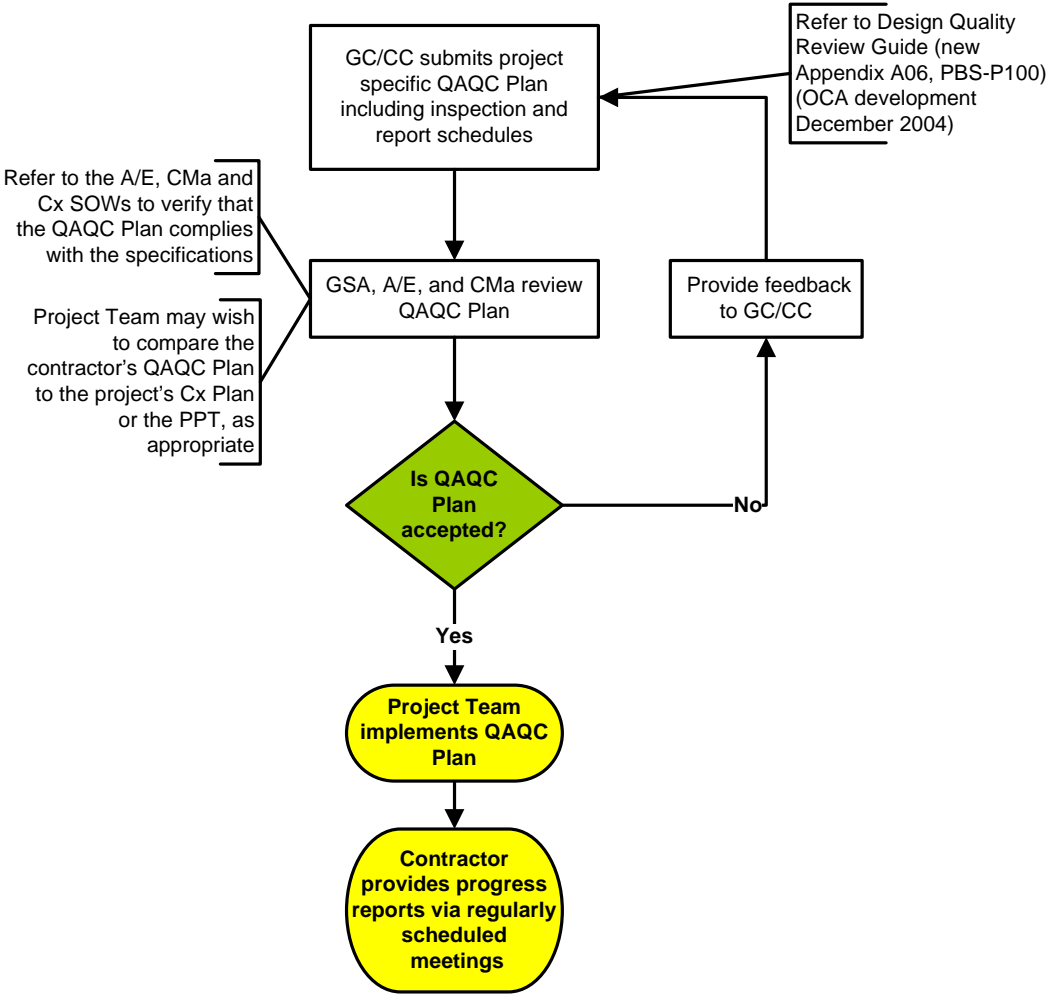 GC/CC submits project
specific QAQC Plan
including inspection and
report schedules
Refer to Design Quality
Review Guide (new
Appendix A06, PBS-P100)
(OCA development
December 2004)
Refer to the A/E, CMa and
Cx SOWs to verify that
the QAQC Plan complies
with the specifications
GSA, A/E, and CMa review
QAQC Plan
Provide feedback
to GC/CC
Project Team may wish
to compare the
contractor's QAQC Plan
to the project's Cx Plan
or the PPT, as
appropriate
Is QAQC
Plan
accepted?
No
Yes
Project Team
implements QAQC
Plan
Contractor
provides progress
reports via regularly
scheduled
meetings